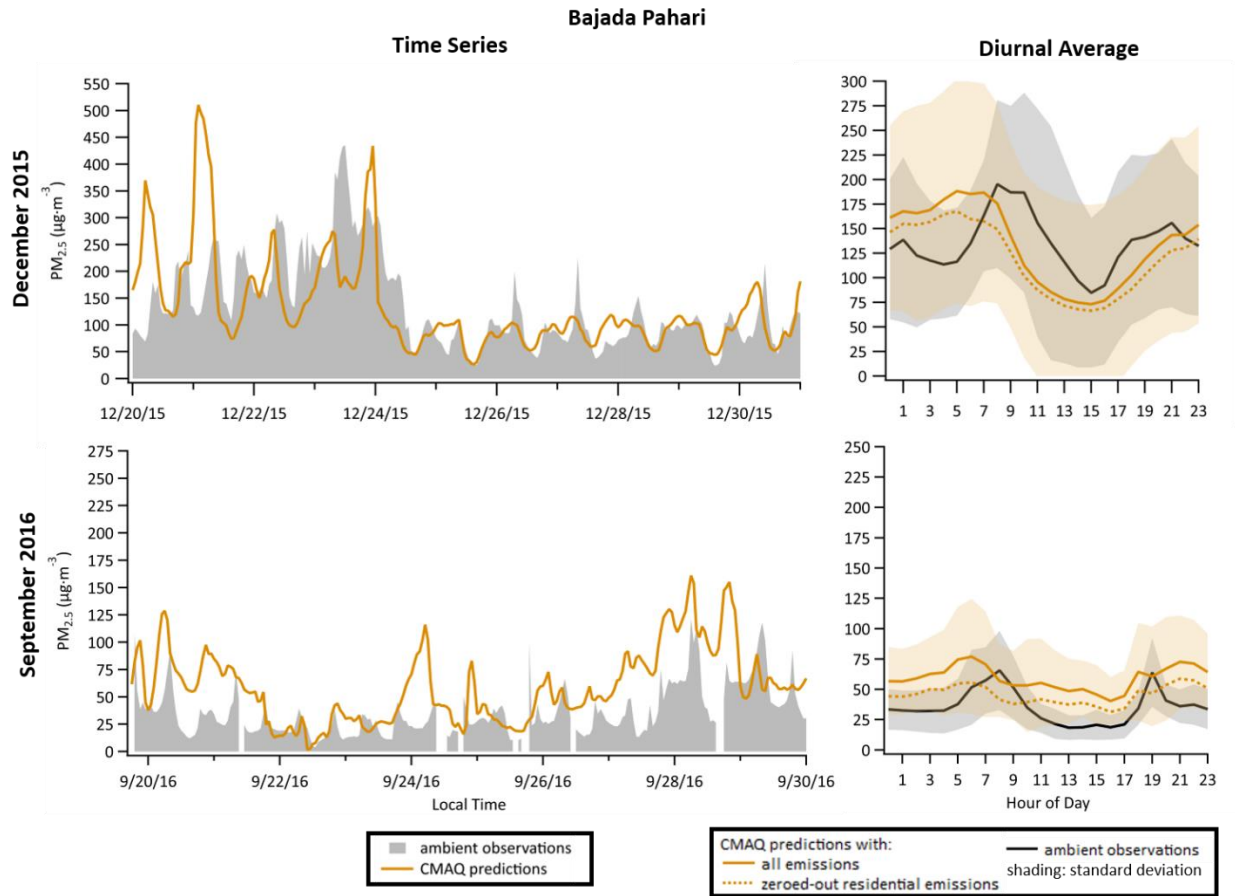 Bajada Pahari
Time Series
Diurnal Average
December 2015
PM2.5 (µg·m-3)
550
500
450
400
350
300
250
200
150
100
50
0
12/20/15 12/22/15 12/24/15 12/26/15 12/28/15 12/30/15
300
275
250
225
200
175
150
125
100
75
50
25
0
1 3 5 7 9 11 13 15 17 19 21 23
September 2016
PM2.5 (µg·m-3)
275
250
225
200
175
150
125
100
75
50
25
0
9/20/16 9/22/16 9/24/16 9/26/16 9/28/16 9/30/16
Local Time
250
225
200
175
150
125
100
75
50
25
0
1 3 5 7 9 11 13 15 17 19 21 23
Hour of Day
ambient observations
CMAQ predictions
CMAQ predictions with:
all emissions
zeroed-out residential emissions
ambient observations
shading: standard deviation